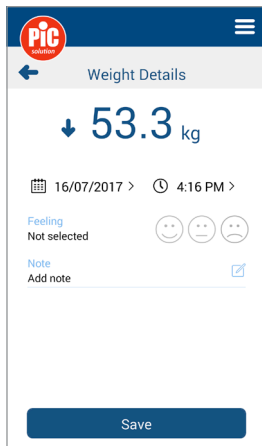 PiC
solution
Weight Details
53.3 kg
16/07/2017 > 4:16 PM >
Feeling
Not selected
Note
Add note
Save